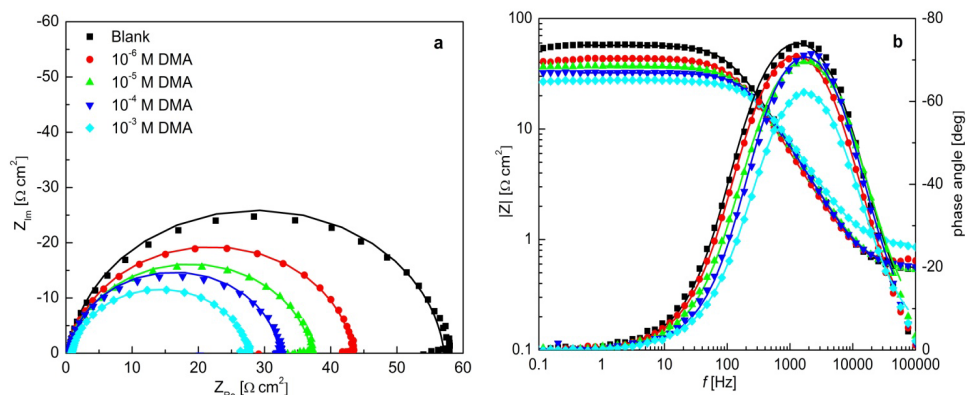 -60
-50
-40
-30
-20
-10
0
Z_Im [Ω cm²]
a
Blank
10⁻⁶ M DMA
10⁻⁵ M DMA
10⁻⁴ M DMA
10⁻³ M DMA
0 10 20 30 40 50 60
Z_Re [Ω cm²]
100
10
1
0.1
|Z| [Ω cm²]
b
-80
-60
-40
-20
0
phase angle [deg]
0.1 1 10 100 1000 10000 100000
f [Hz]